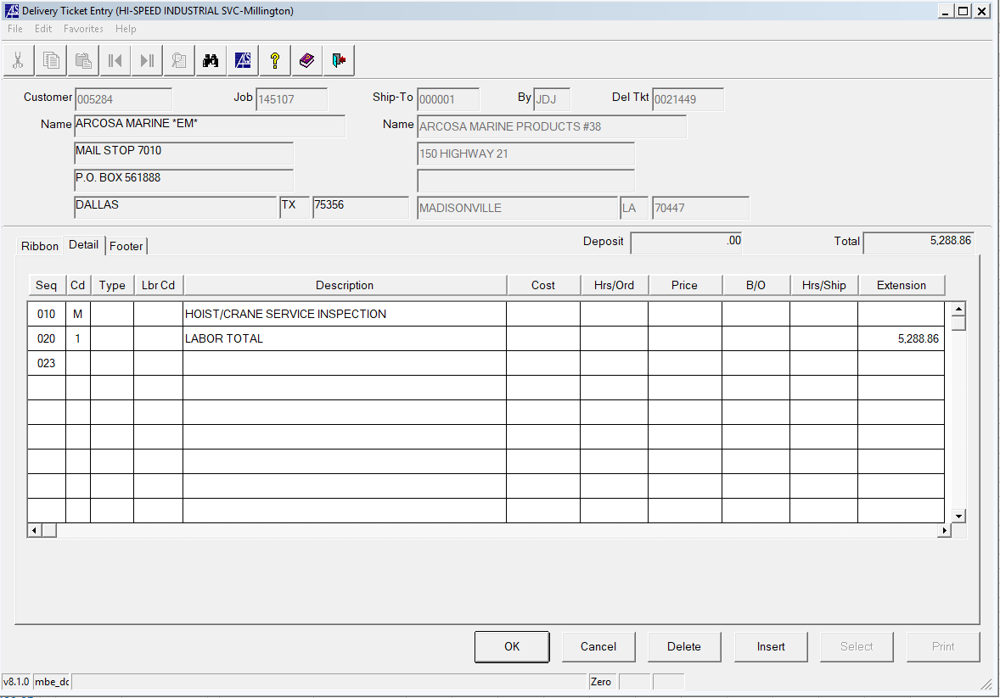 Delivery Ticket Entry (HI-SPEED INDUSTRIAL SVC-Millington)
File Edit Favorites Help
Customer 005284 Job 145107 Ship-To 000001 By JDJ Del Tkt 0021449
Name ARCOSA MARINE *EM* Name ARCOSA MARINE PRODUCTS #38
MAIL STOP 7010 150 HIGHWAY 21
P.O. BOX 561888
DALLAS TX 75356 MADISONVILLE LA 70447
Ribbon Detail Footer Deposit .00 Total 5,288.86
Seq Cd Type Lbr Cd Description Cost Hrs/Ord Price B/O Hrs/Ship Extension
010 M HOIST/CRANE SERVICE INSPECTION
020 1 LABOR TOTAL 5,288.86
023
OK Cancel Delete Insert Select Print
v8.1.0 mbe_dc Zero